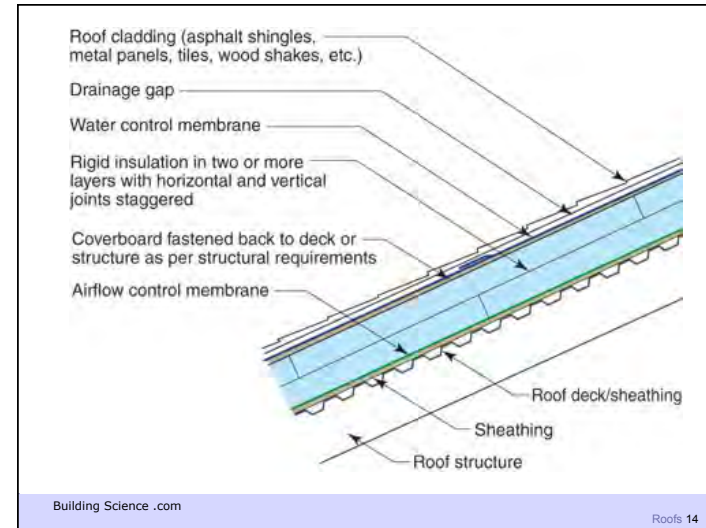 Roof cladding (asphalt shingles,
metal panels, tiles, wood shakes, etc.)
Drainage gap
Water control membrane
Rigid insulation in two or more
layers with horizontal and vertical
joints staggered
Coverboard fastened back to deck or
structure as per structural requirements
Airflow control membrane
Roof deck/sheathing
Sheathing
Roof structure
Building Science .com
Roofs 14